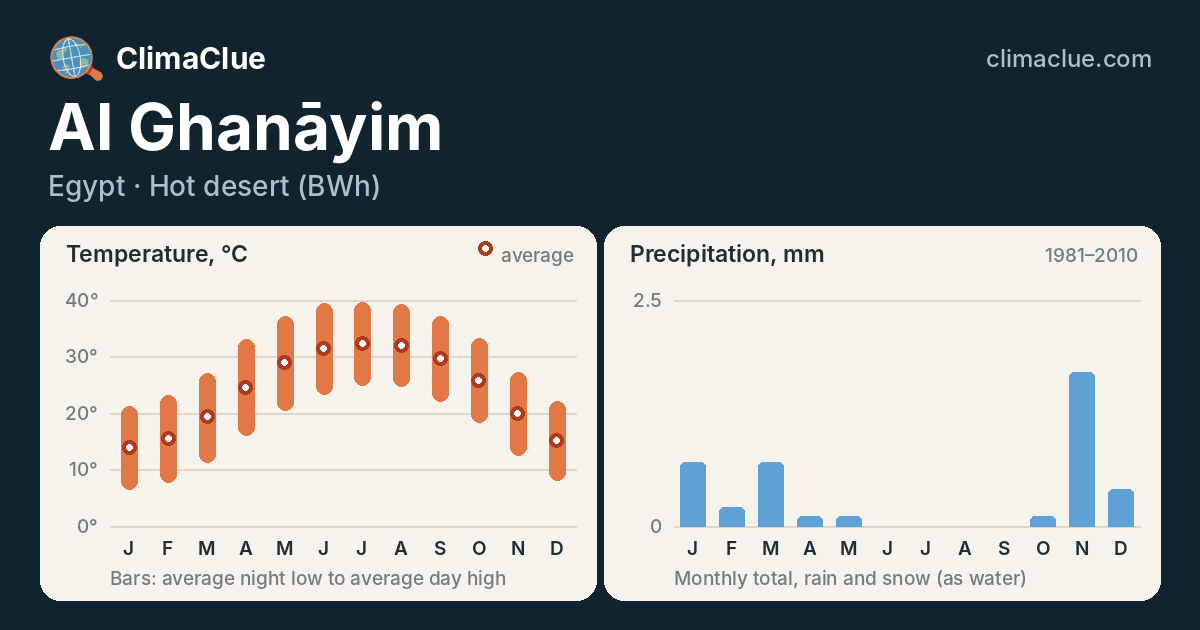 ClimaClue
climaclue.com
Al Ghanāyim
Egypt · Hot desert (BWh)
Temperature, °C
average
40°
30°
20°
10°
0°
J F M A M J J A S O N D
Bars: average night low to average day high
Precipitation, mm
1981–2010
2.5
0
J F M A M J J A S O N D
Monthly total, rain and snow (as water)